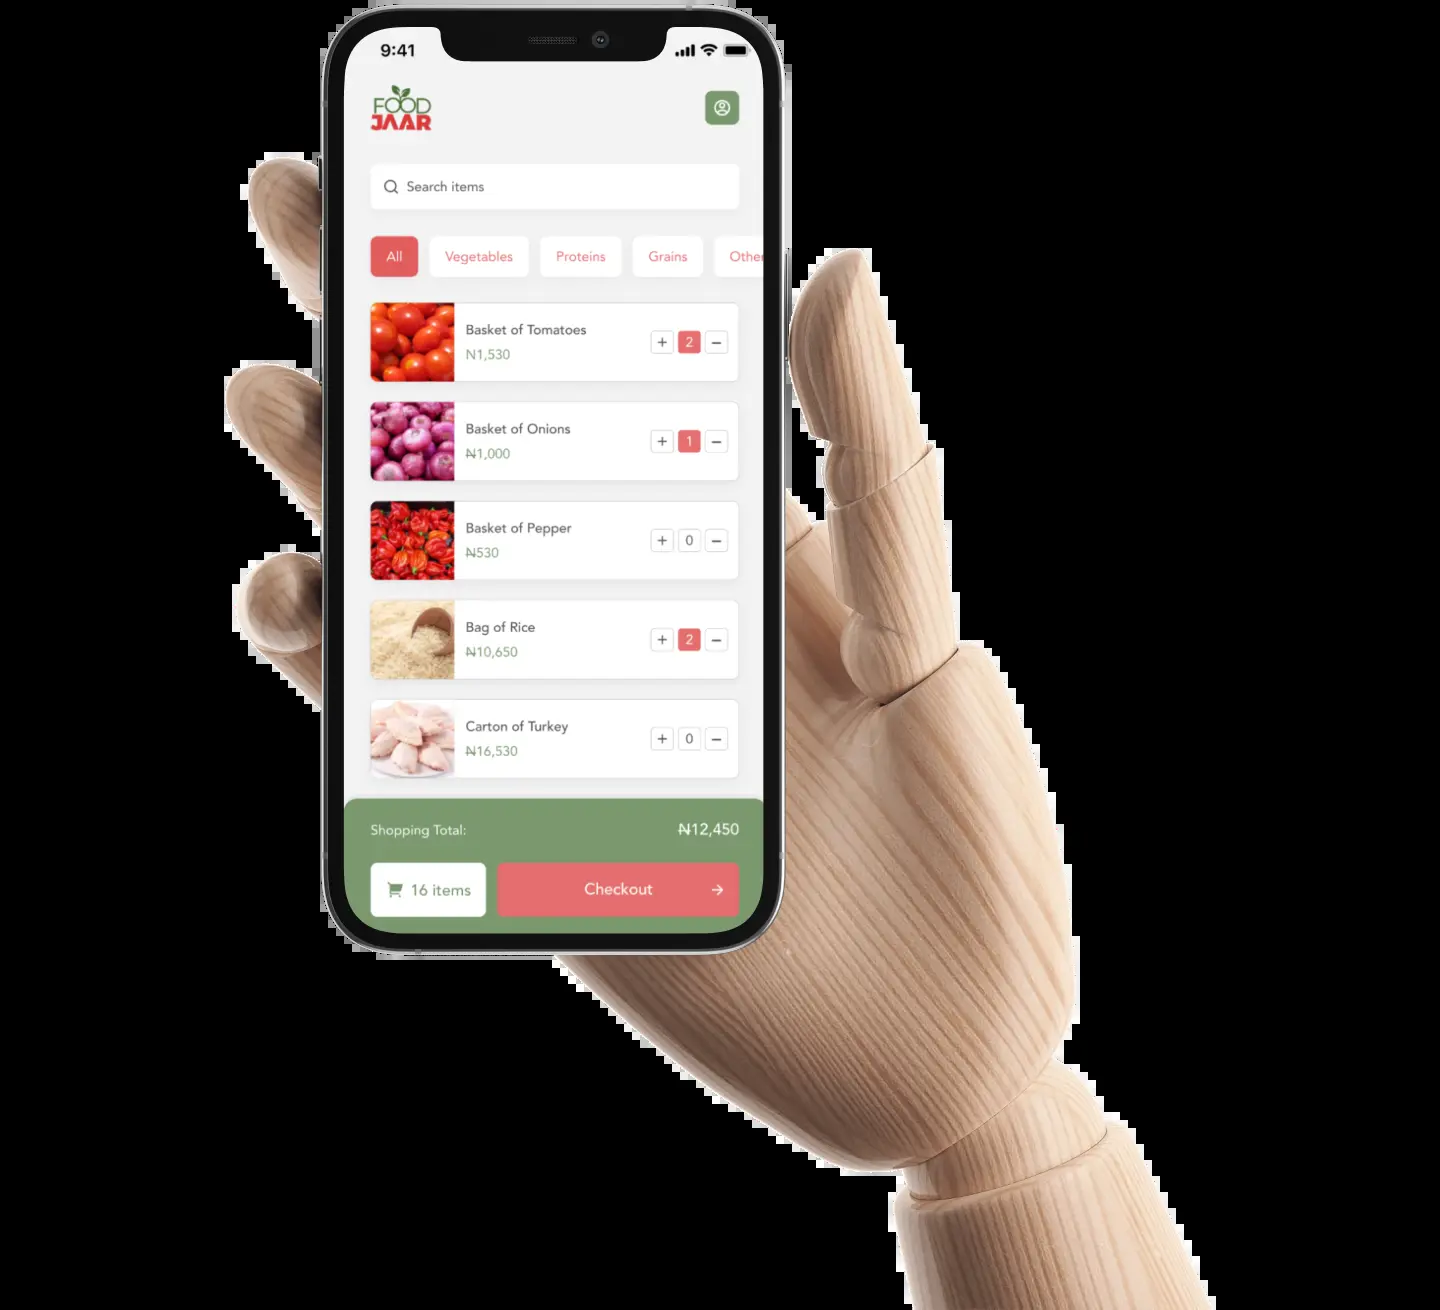 9:41
FOOD
JAAR
Search items
All Vegetables Proteins Grains Other
Basket of Tomatoes
N1,530
+ 2 −
Basket of Onions
₦1,000
+ 1 −
Basket of Pepper
₦530
+ 0 −
Bag of Rice
₦10,650
+ 2 −
Carton of Turkey
₦16,530
+ 0 −
Shopping Total: ₦12,450
16 items Checkout →